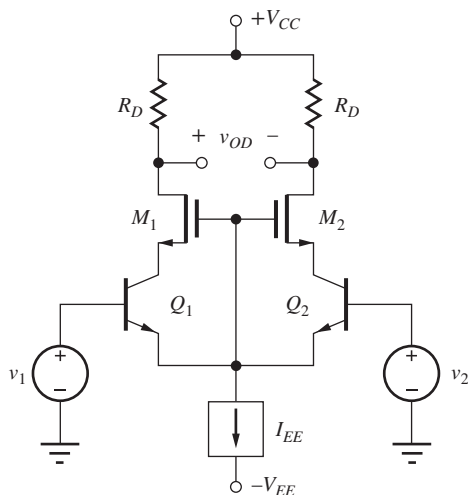 +V_CC
R_D
R_D
+ v_OD –
M_1
M_2
Q_1
Q_2
v_1
+
–
+
–
v_2
I_EE
–V_EE